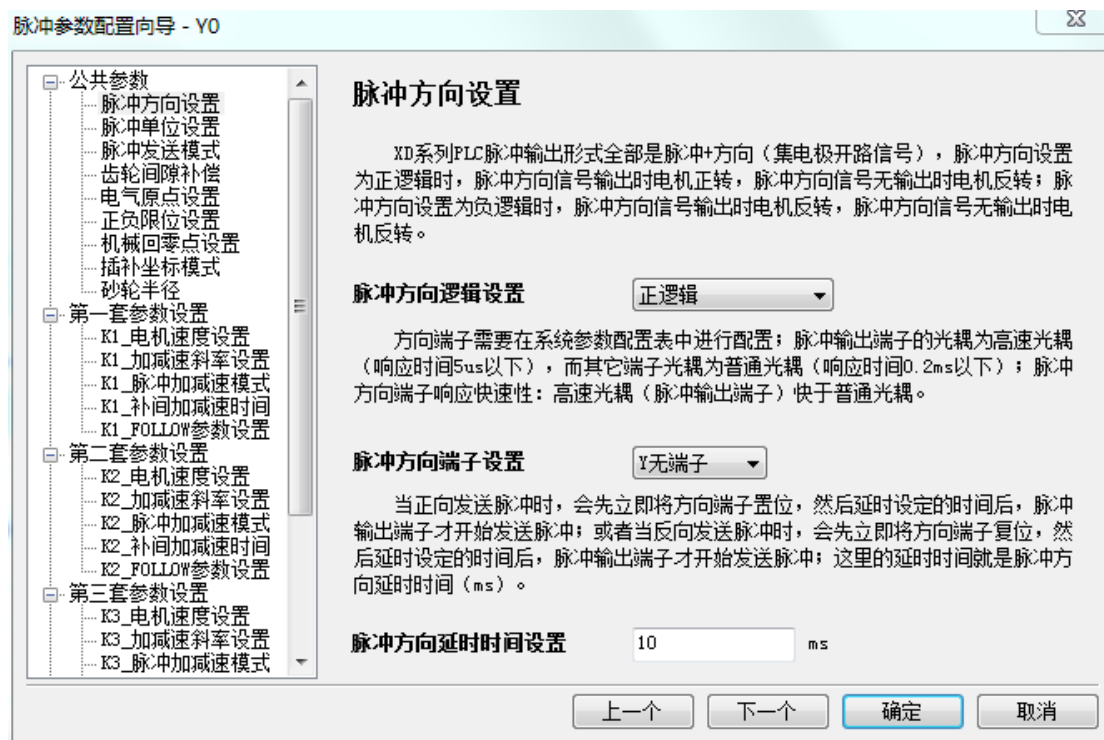 脉冲参数配置向导 - Y0
公共参数
脉冲方向设置
脉冲单位设置
脉冲发送模式
齿轮间隙补偿
电气原点设置
正负限位设置
机械回零点设置
插补坐标模式
砂轮半径
第一套参数设置
K1_电机速度设置
K1_加减速斜率设置
K1_脉冲加减速模式
K1_补间加减速时间
K1_FOLLOW参数设置
第二套参数设置
K2_电机速度设置
K2_加减速斜率设置
K2_脉冲加减速模式
K2_补间加减速时间
K2_FOLLOW参数设置
第三套参数设置
K3_电机速度设置
K3_加减速斜率设置
K3_脉冲加减速模式
脉冲方向设置
XD系列PLC脉冲输出形式全部是脉冲+方向（集电极开路信号），脉冲方向设置
为正逻辑时，脉冲方向信号输出时电机正转，脉冲方向信号无输出时电机反转；脉
冲方向设置为负逻辑时，脉冲方向信号输出时电机反转，脉冲方向信号无输出时电
机反转。
脉冲方向逻辑设置 正逻辑
方向端子需要在系统参数配置表中进行配置；脉冲输出端子的光耦为高速光耦
（响应时间5us以下），而其它端子光耦为普通光耦（响应时间0.2ms以下）；脉冲
方向端子响应快速性：高速光耦（脉冲输出端子）快于普通光耦。
脉冲方向端子设置 Y无端子
当正向发送脉冲时，会先立即将方向端子置位，然后延时设定的时间后，脉冲
输出端子才开始发送脉冲；或者当反向发送脉冲时，会先立即将方向端子复位，然
后延时设定的时间后，脉冲输出端子才开始发送脉冲；这里的延时时间就是脉冲方
向延时时间（ms）。
脉冲方向延时时间设置 10 ms
上一个 下一个 确定 取消